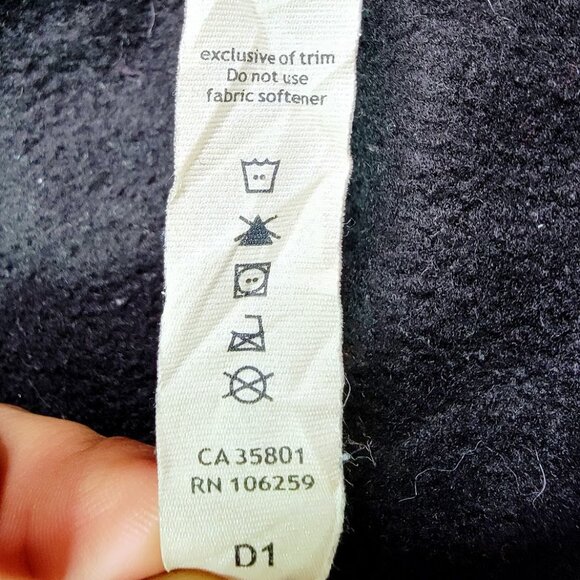 exclusive of trim
Do not use
fabric softener
CA 35801
RN 106259
D1